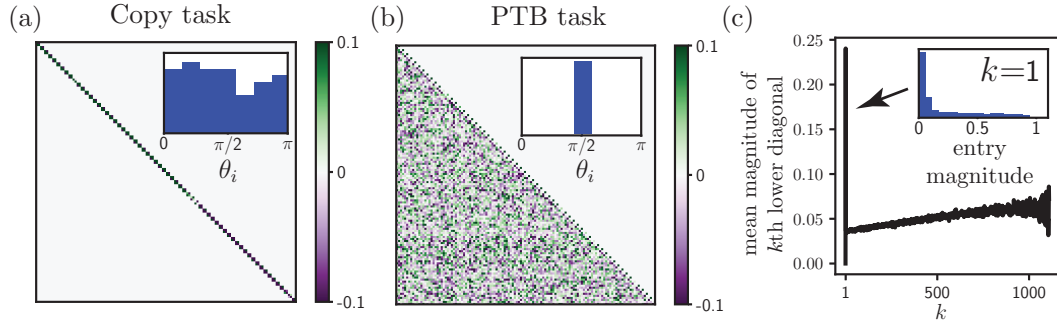 (a) Copy task
0.1
0
-0.1
0 π/2 π
θi
(b) PTB task
0.1
0
-0.1
0 π/2 π
θi
(c)
mean magnitude of
kth lower diagonal
0.25
0.20
0.15
0.10
0.05
0.00
k=1
0 0.5 1
entry
magnitude
1 500 1000
k